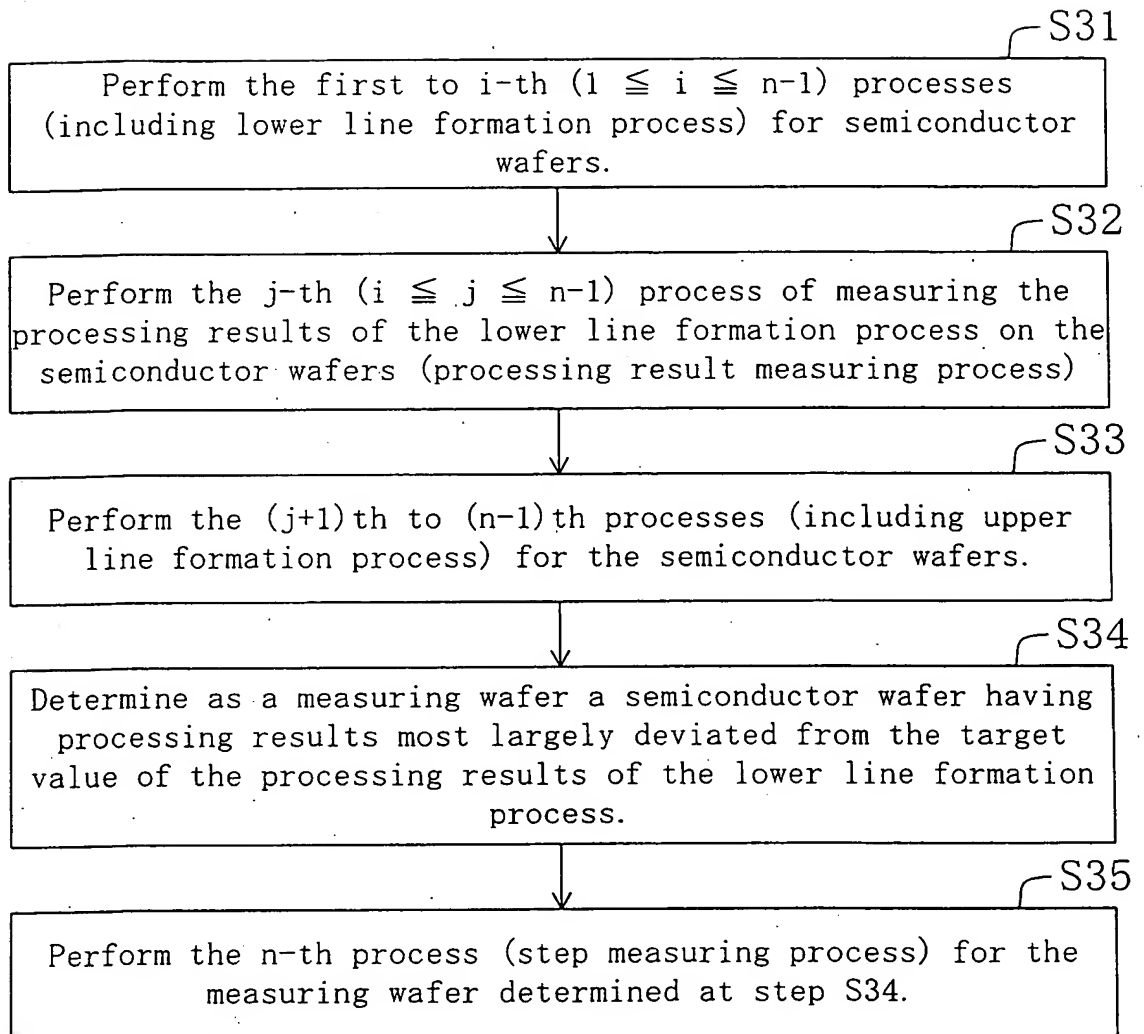 S31
Perform the first to i-th (1 ≦ i ≦ n-1) processes
(including lower line formation process) for semiconductor
wafers.
S32
Perform the j-th (i ≦ j ≦ n-1) process of measuring the
processing results of the lower line formation process on the
semiconductor wafers (processing result measuring process)
S33
Perform the (j+1)th to (n-1)th processes (including upper
line formation process) for the semiconductor wafers.
S34
Determine as a measuring wafer a semiconductor wafer having
processing results most largely deviated from the target
value of the processing results of the lower line formation
process.
S35
Perform the n-th process (step measuring process) for the
measuring wafer determined at step S34.